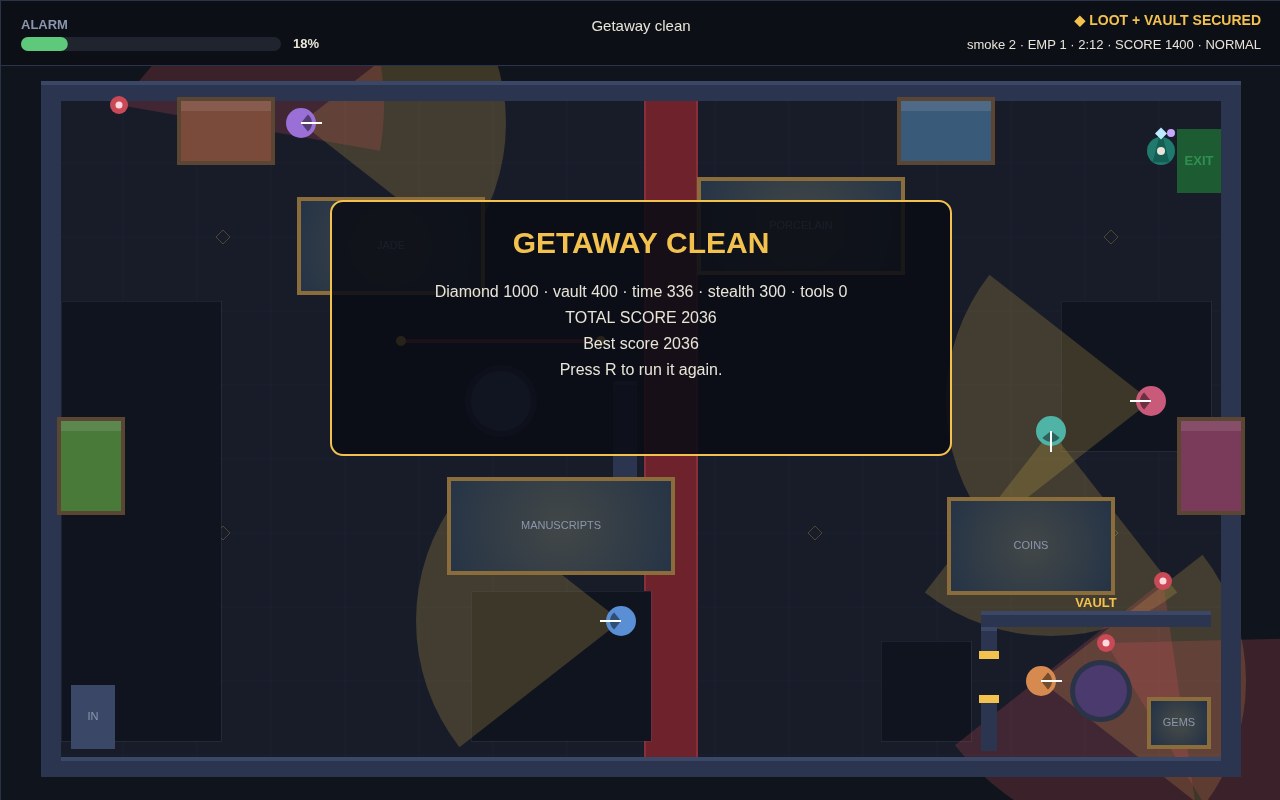 ALARM
18%
Getaway clean
◆ LOOT + VAULT SECURED
smoke 2 · EMP 1 · 2:12 · SCORE 1400 · NORMAL
EXIT
JADE
PORCELAIN
GETAWAY CLEAN
Diamond 1000 · vault 400 · time 336 · stealth 300 · tools 0
TOTAL SCORE 2036
Best score 2036
Press R to run it again.
MANUSCRIPTS
COINS
VAULT
IN
GEMS